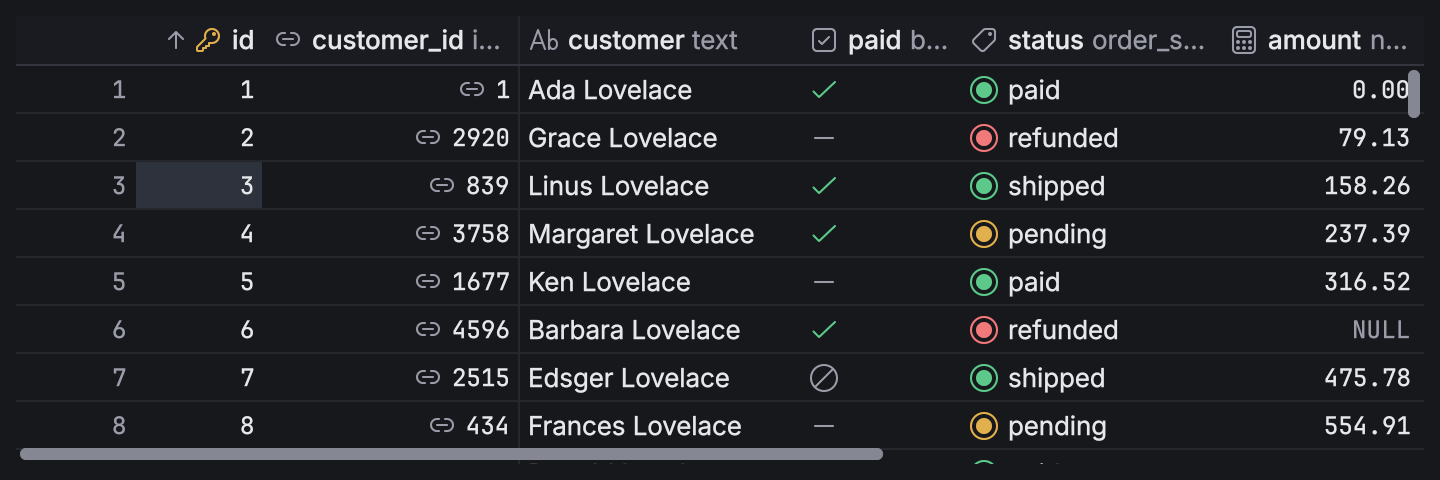 id customer_id i... Ab customer text paid b... status order_s... amount n...
1 1 1 Ada Lovelace paid 0.00
2 2 2920 Grace Lovelace refunded 79.13
3 3 839 Linus Lovelace shipped 158.26
4 4 3758 Margaret Lovelace pending 237.39
5 5 1677 Ken Lovelace paid 316.52
6 6 4596 Barbara Lovelace refunded NULL
7 7 2515 Edsger Lovelace shipped 475.78
8 8 434 Frances Lovelace pending 554.91